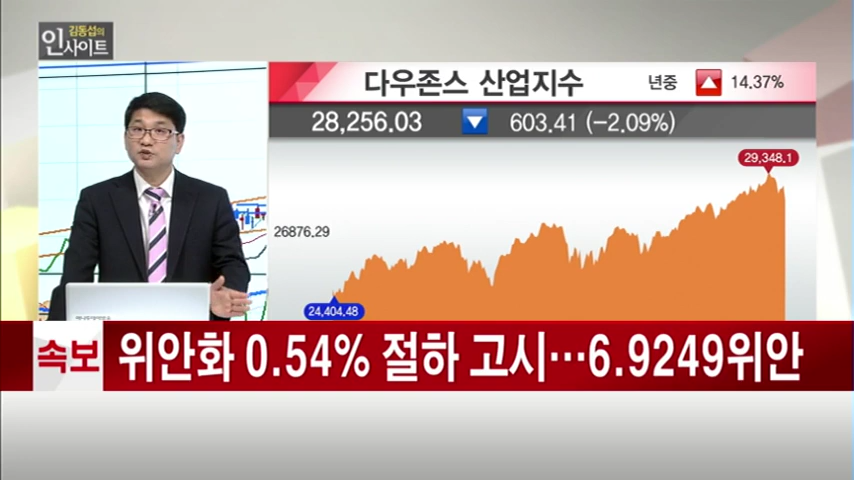 김동섭의
인사이트
다우존스 산업지수
년중 14.37%
28,256.03 603.41 (-2.09%)
29,348.1
26876.29
24,404.48
속보 위안화 0.54% 절하 고시…6.9249위안